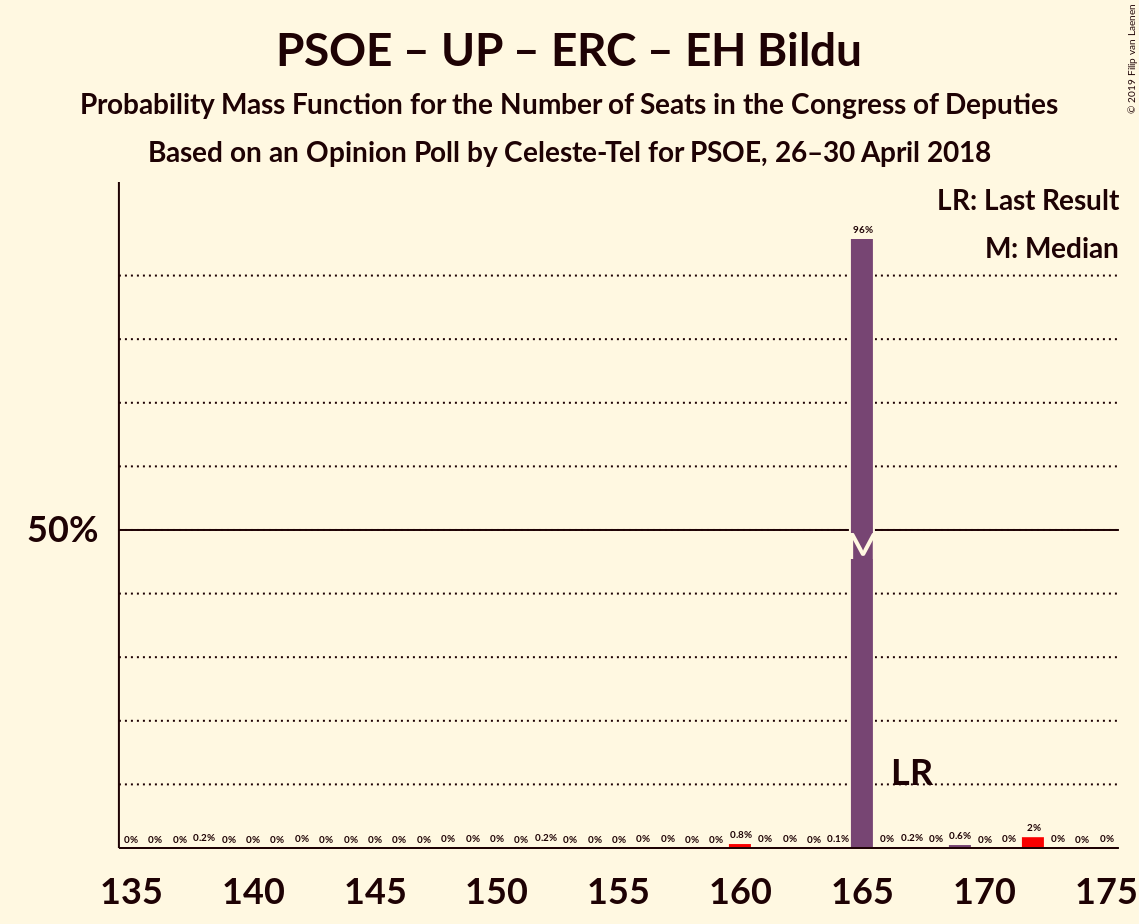 PSOE – UP – ERC – EH Bildu
Probability Mass Function for the Number of Seats in the Congress of Deputies
Based on an Opinion Poll by Celeste-Tel for PSOE, 26–30 April 2018
© 2019 Filip van Laenen
LR: Last Result
M: Median
96%
50%
M
LR
0% 0% 0% 0.2% 0% 0% 0% 0% 0% 0% 0% 0% 0% 0% 0% 0% 0% 0.2% 0% 0% 0% 0% 0% 0% 0% 0.8% 0% 0% 0% 0.1% 0% 0.2% 0% 0.6% 0% 0% 2% 0% 0% 0%
135 140 145 150 155 160 165 170 175